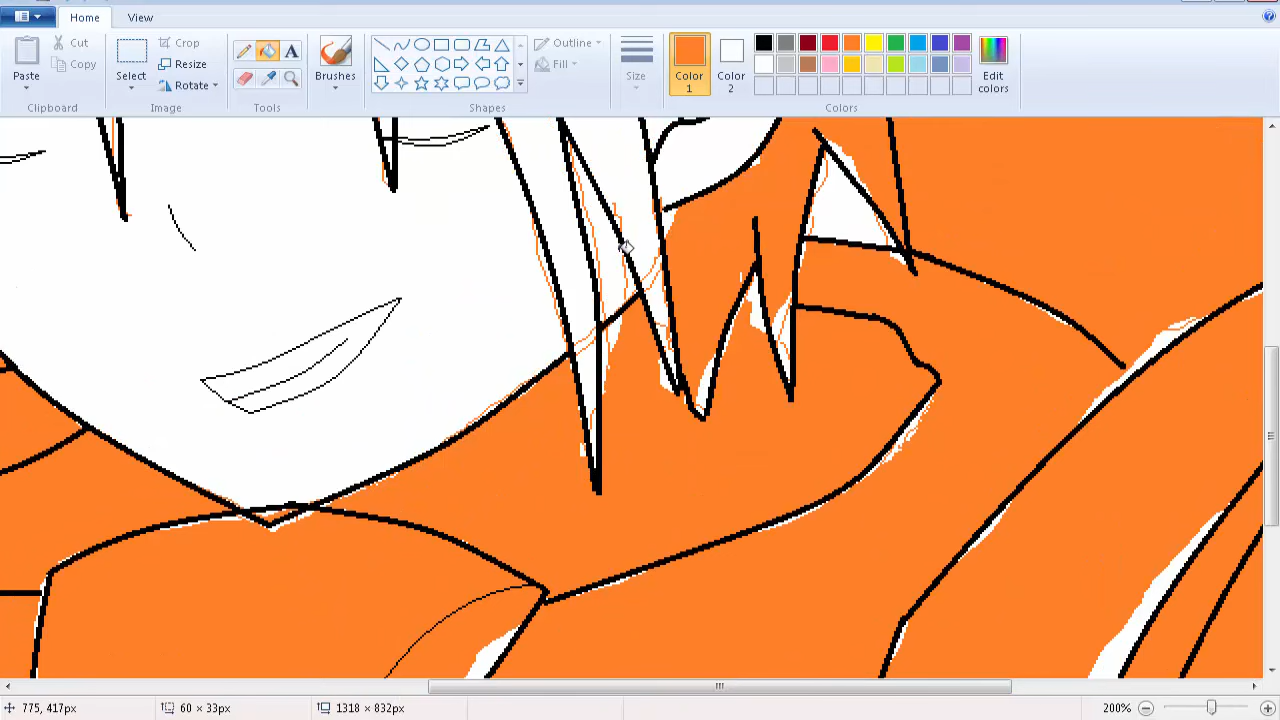 Home View
Paste
Cut
Copy
Clipboard
Select
Crop
Resize
Rotate
Image
A
Tools
Brushes
Outline
Fill
Shapes
Size
Color
1
Color
2
Edit
colors
Colors
775, 417px
60 × 33px
1318 × 832px
200%